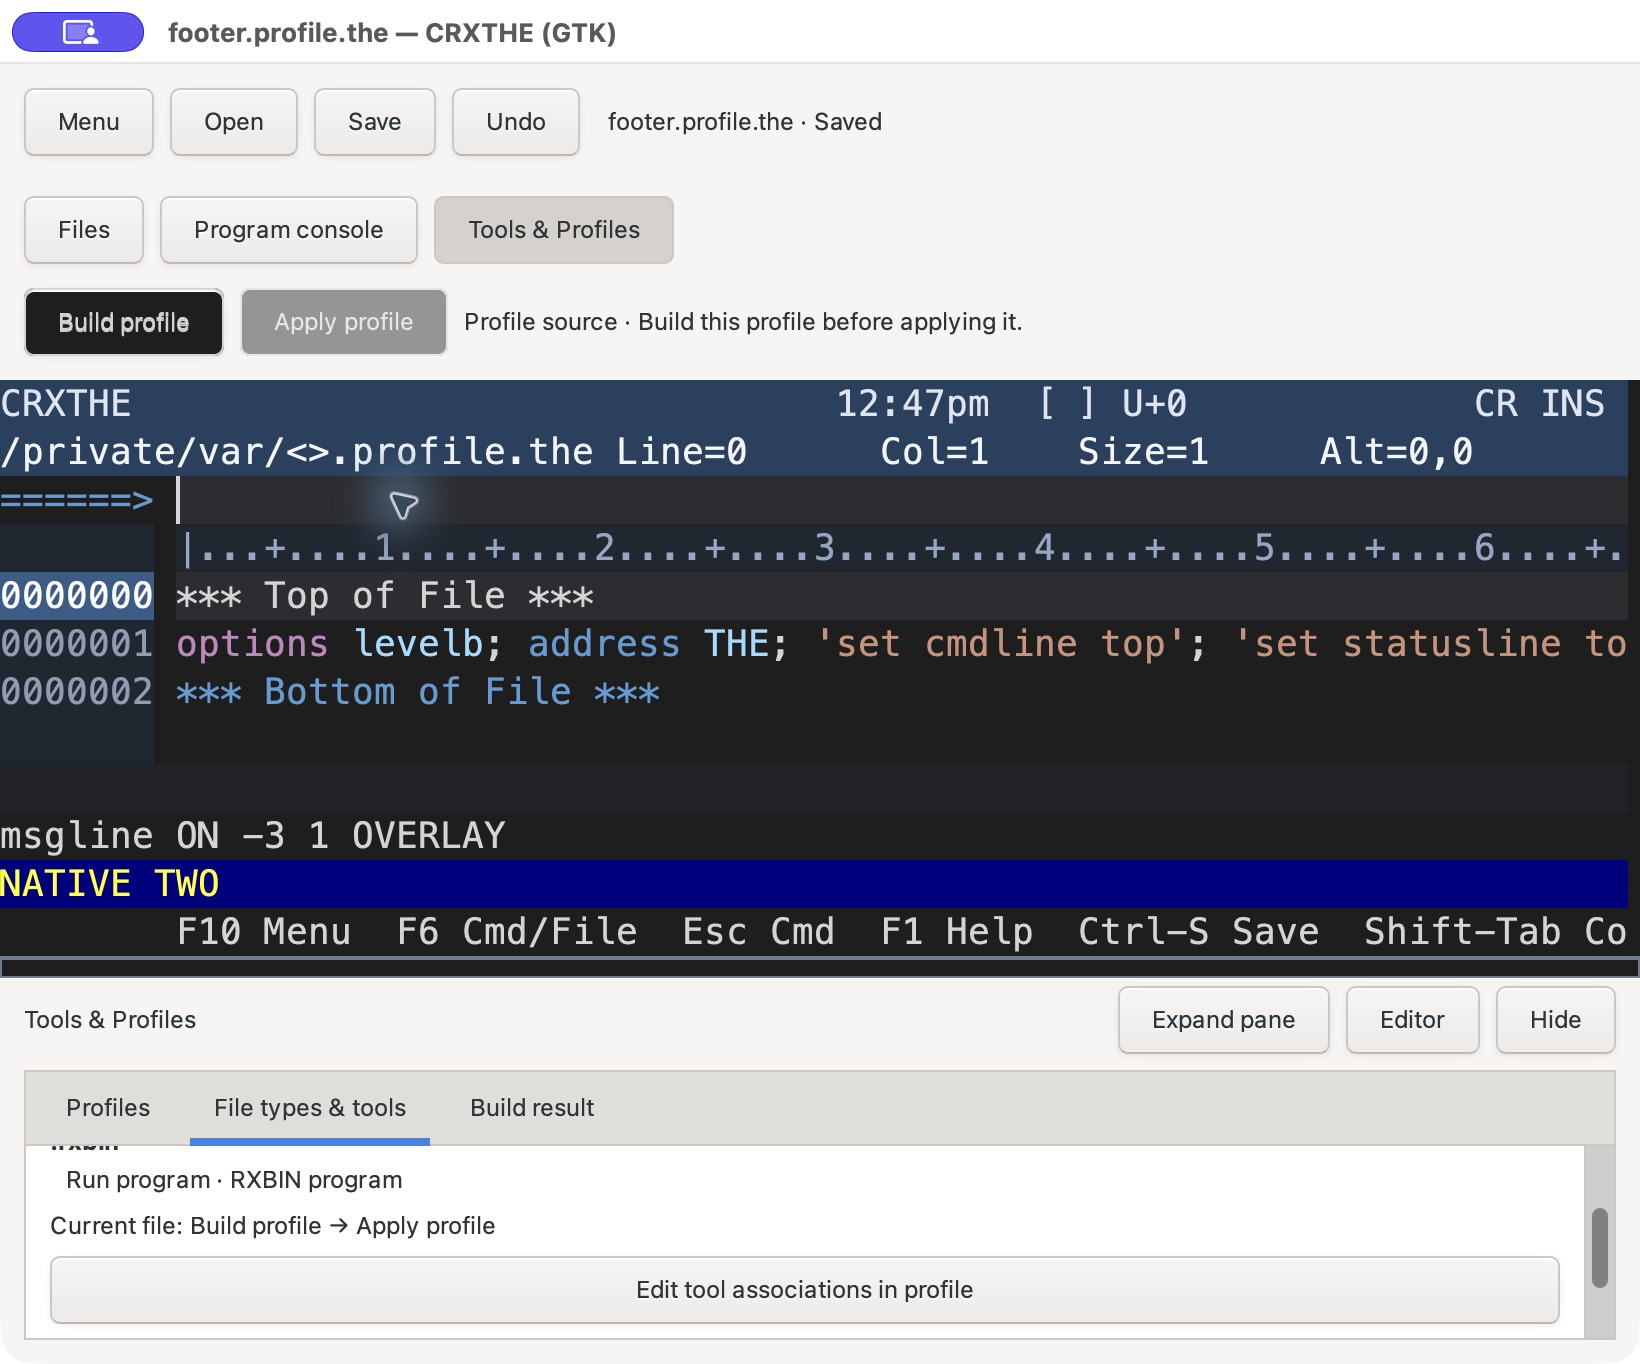 footer.profile.the — CRXTHE (GTK)
Menu Open Save Undo footer.profile.the · Saved
Files Program console Tools & Profiles
Build profile Apply profile Profile source · Build this profile before applying it.
CRXTHE 12:47pm [ ] U+0 CR INS
/private/var/<>.profile.the Line=0 Col=1 Size=1 Alt=0,0
======>
|...+....1....+....2....+....3....+....4....+....5....+....6....+.
0000000 *** Top of File ***
0000001 options levelb; address THE; 'set cmdline top'; 'set statusline to
0000002 *** Bottom of File ***
msgline ON -3 1 OVERLAY
NATIVE TWO
F10 Menu F6 Cmd/File Esc Cmd F1 Help Ctrl-S Save Shift-Tab Co
Tools & Profiles Expand pane Editor Hide
Profiles File types & tools Build result
.rxbin
Run program · RXBIN program
Current file: Build profile → Apply profile
Edit tool associations in profile